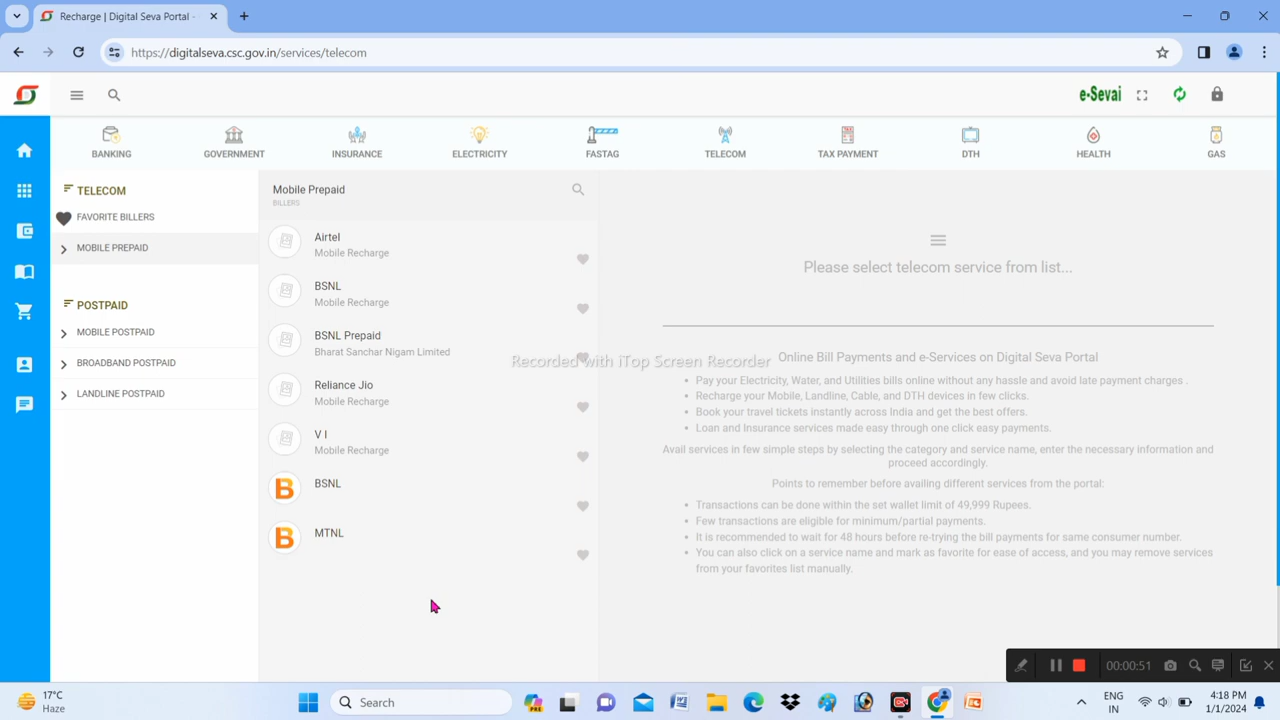 Recharge | Digital Seva Portal -
https://digitalseva.csc.gov.in/services/telecom
e-Sevai
BANKING
GOVERNMENT
INSURANCE
ELECTRICITY
FASTAG
TELECOM
TAX PAYMENT
DTH
HEALTH
GAS
TELECOM
FAVORITE BILLERS
MOBILE PREPAID
POSTPAID
MOBILE POSTPAID
BROADBAND POSTPAID
LANDLINE POSTPAID
Mobile Prepaid
BILLERS
Airtel
Mobile Recharge
BSNL
Mobile Recharge
BSNL Prepaid
Bharat Sanchar Nigam Limited
Reliance Jio
Mobile Recharge
V I
Mobile Recharge
B
BSNL
B
MTNL
Please select telecom service from list...
Recorded with iTop Screen Recorder
Online Bill Payments and e-Services on Digital Seva Portal
Pay your Electricity, Water, and Utilities bills online without any hassle and avoid late payment charges .
Recharge your Mobile, Landline, Cable, and DTH devices in few clicks.
Book your travel tickets instantly across India and get the best offers.
Loan and Insurance services made easy through one click easy payments.
Avail services in few simple steps by selecting the category and service name, enter the necessary information and
proceed accordingly.
Points to remember before availing different services from the portal:
Transactions can be done within the set wallet limit of 49,999 Rupees.
Few transactions are eligible for minimum/partial payments.
It is recommended to wait for 48 hours before re-trying the bill payments for same consumer number.
You can also click on a service name and mark as favorite for ease of access, and you may remove services
from your favorites list manually.
00:00:51
17°C
Haze
Search
ENG
IN
4:18 PM
1/1/2024